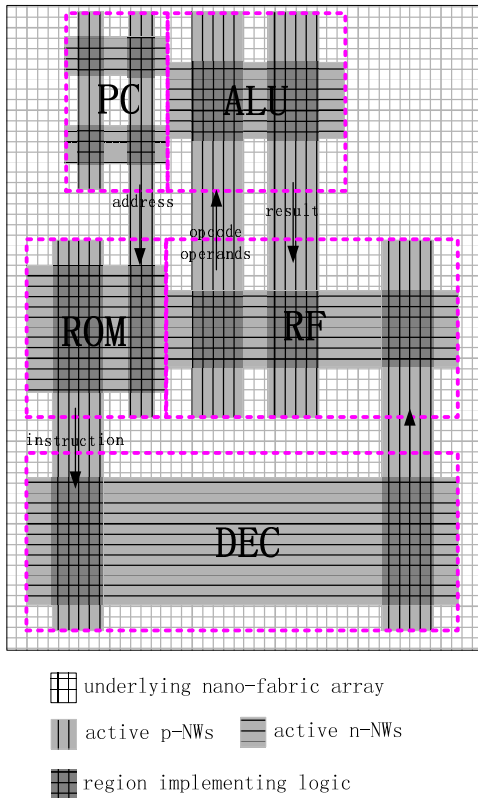 PC
ALU
address
result
opcode
operands
ROM
RF
instruction
DEC
underlying nano-fabric array
active p-NWs
active n-NWs
region implementing logic